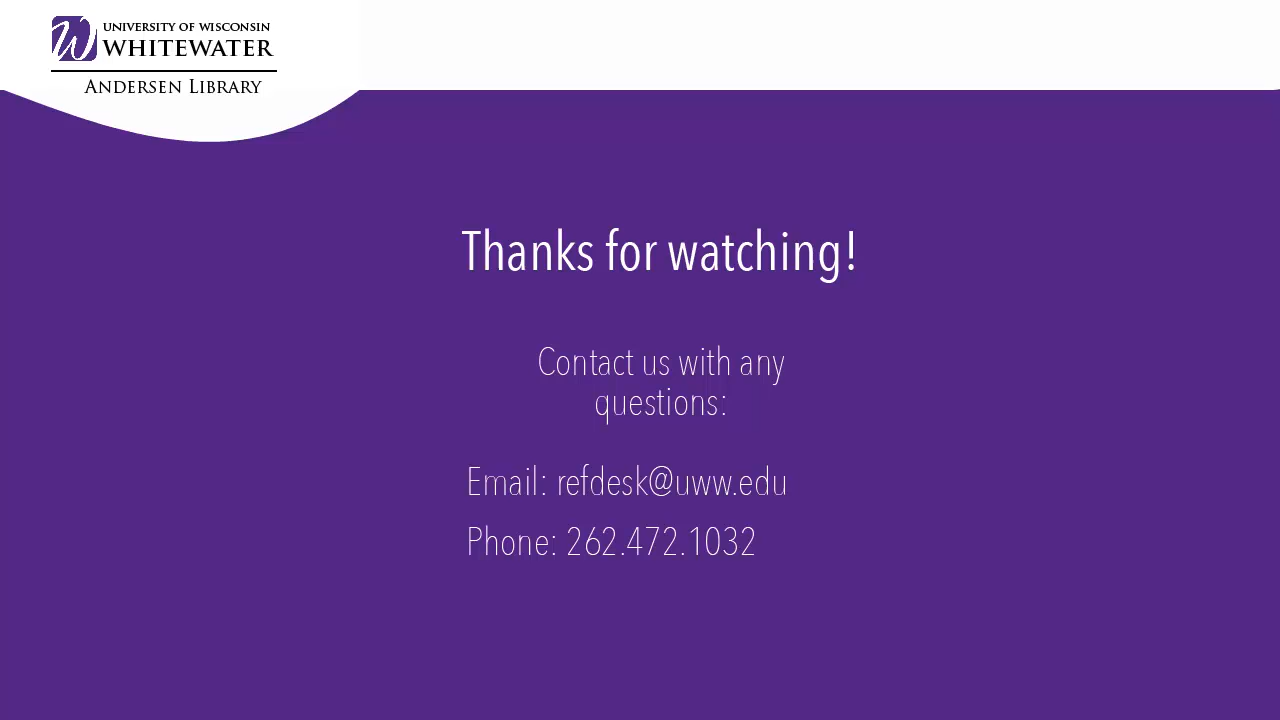 UNIVERSITY OF WISCONSIN
WHITEWATER
ANDERSEN LIBRARY
Thanks for watching!
Contact us with any
questions:
Email: refdesk@uww.edu
Phone: 262.472.1032